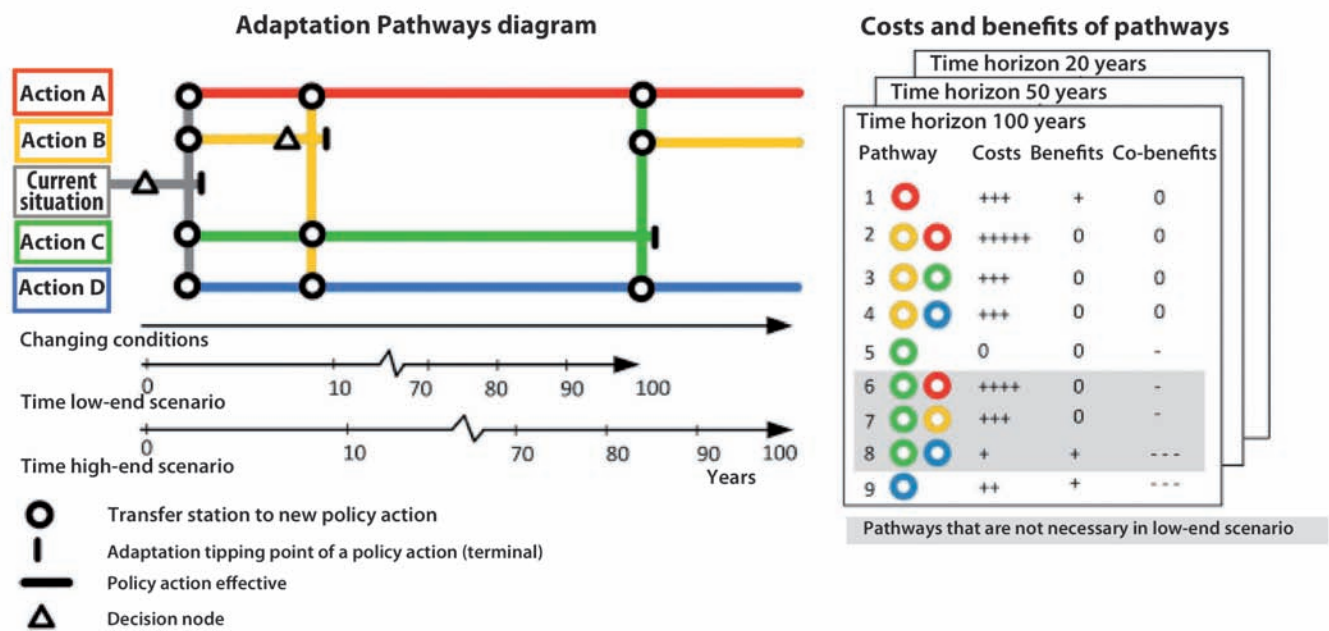 Adaptation Pathways diagram
Action A
Action B
Current
situation
Action C
Action D
Changing conditions
0 10 70 80 90 100
Time low-end scenario
0 10 70 80 90 100
Time high-end scenario
Years
Transfer station to new policy action
Adaptation tipping point of a policy action (terminal)
Policy action effective
Decision node
Costs and benefits of pathways
Time horizon 20 years
Time horizon 50 years
Time horizon 100 years
Pathway Costs Benefits Co-benefits
1 +++ + 0
2 +++++ 0 0
3 +++ 0 0
4 +++ 0 0
5 0 0 -
6 ++++ 0 -
7 +++ 0 -
8 + + - - -
9 ++ + - - -
Pathways that are not necessary in low-end scenario